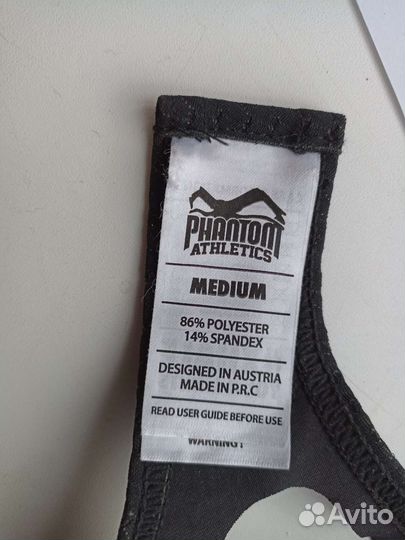 PHANTOM
ATHLETICS
MEDIUM
86% POLYESTER
14% SPANDEX
DESIGNED IN AUSTRIA
MADE IN P.R.C
READ USER GUIDE BEFORE USE
WARNING!
Avito